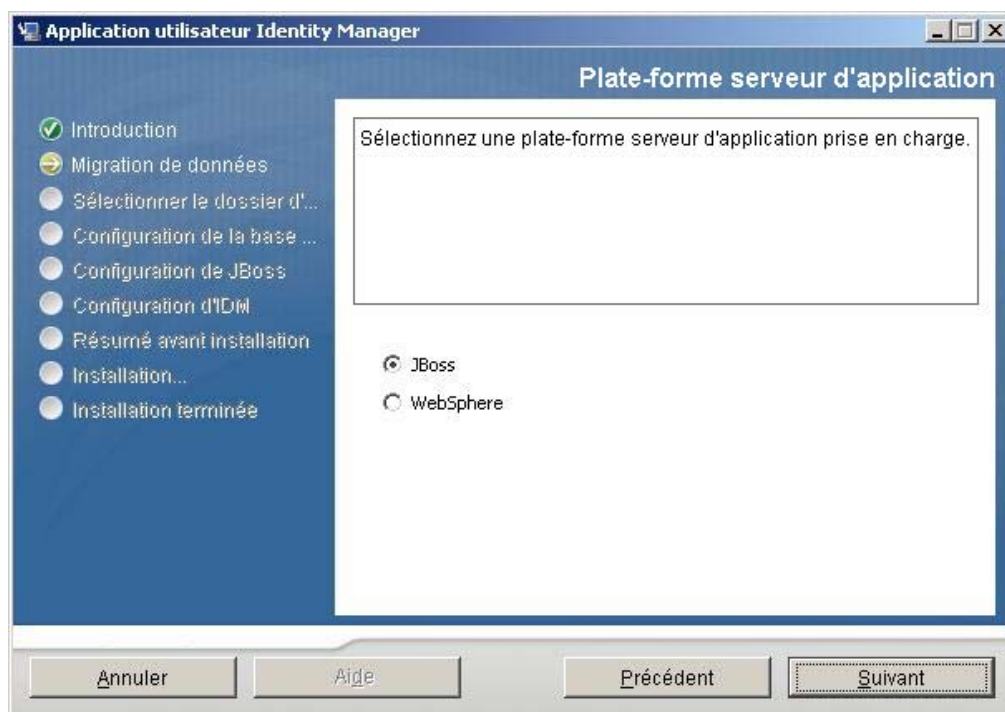 Application utilisateur Identity Manager
Plate-forme serveur d'application
Introduction
Migration de données
Sélectionner le dossier d'...
Configuration de la base ...
Configuration de JBoss
Configuration d'IDM
Résumé avant installation
Installation...
Installation terminée
Sélectionnez une plate-forme serveur d'application prise en charge.
JBoss
WebSphere
Annuler
Aide
Précédent
Suivant